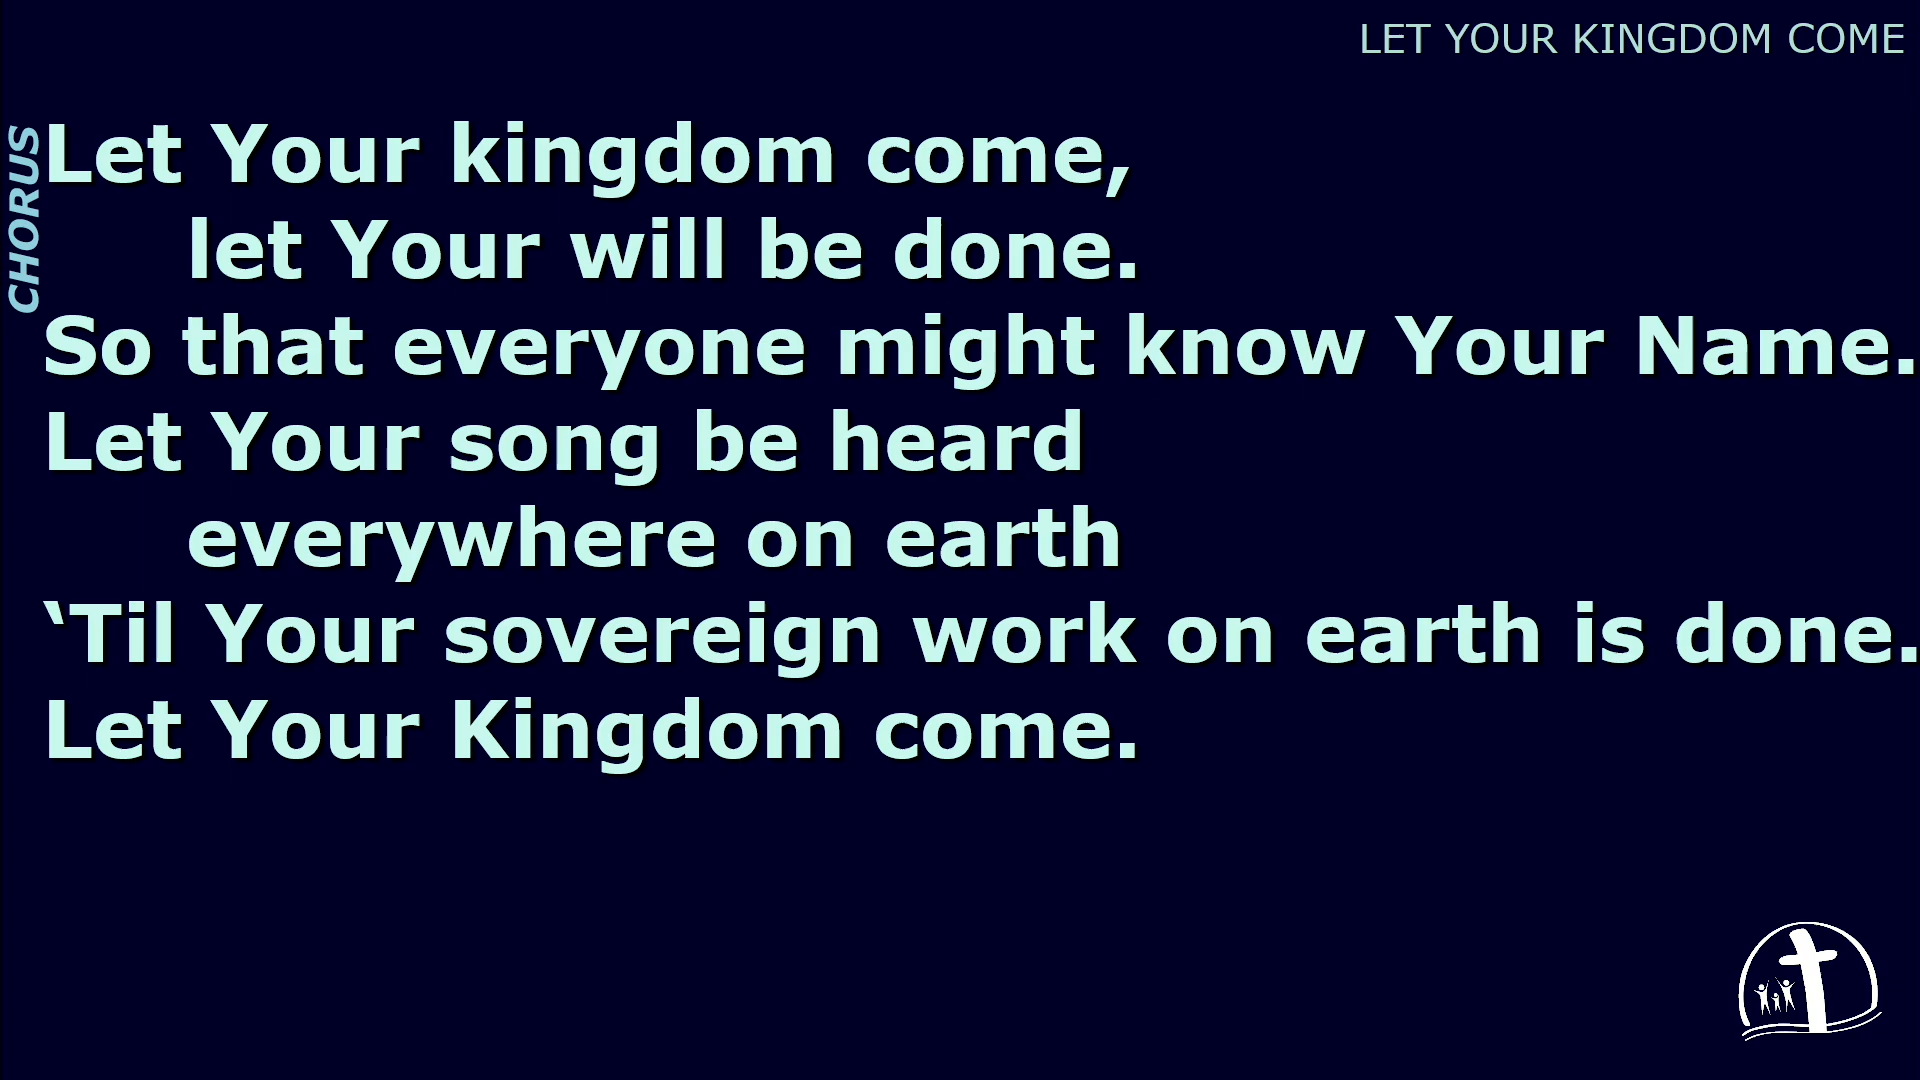 LET YOUR KINGDOM COME
CHORUS
Let Your kingdom come,
let Your will be done.
So that everyone might know Your Name.
Let Your song be heard
everywhere on earth
‘Til Your sovereign work on earth is done.
Let Your Kingdom come.